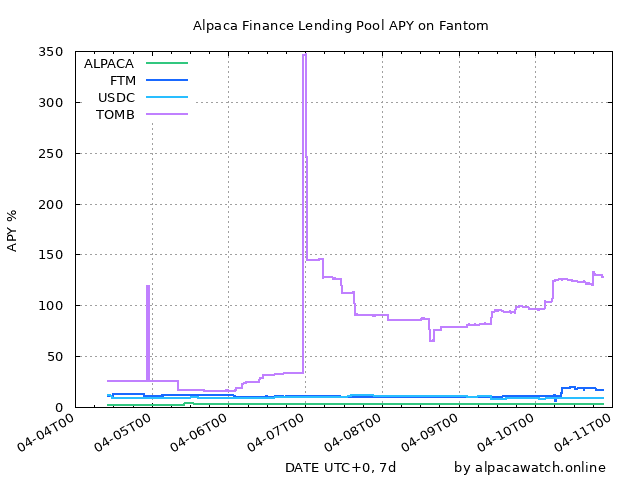 Alpaca Finance Lending Pool APY on Fantom
350
300
250
200
150
100
50
0
APY %
ALPACA
FTM
USDC
TOMB
04-04T00
04-05T00
04-06T00
04-07T00
04-08T00
04-09T00
04-10T00
04-11T00
DATE UTC+0, 7d
by alpacawatch.online